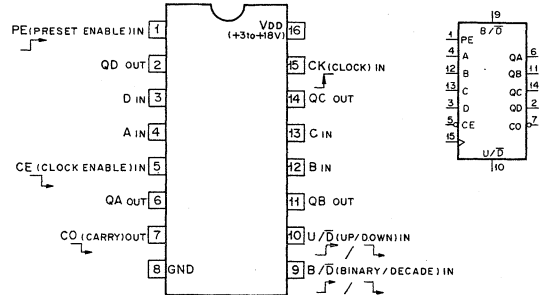 PE(PRESET ENABLE)IN 1
QD OUT 2
D IN 3
A IN 4
CE (CLOCK ENABLE)IN 5
QA OUT 6
CO (CARRY)OUT 7
8 GND
VDD 16
(+3to+18V)
15 CK(CLOCK) IN
14 QC OUT
13 C IN
12 B IN
11 QB OUT
10 U/D̅(UP/DOWN)IN
/
9 B/D̅(BINARY/DECADE)IN
/
9
B/D̅
1 PE
4 A QA 6
12 B QB 11
13 C QC 14
3 D QD 2
5 CE CO 7
15
U/D̅
10